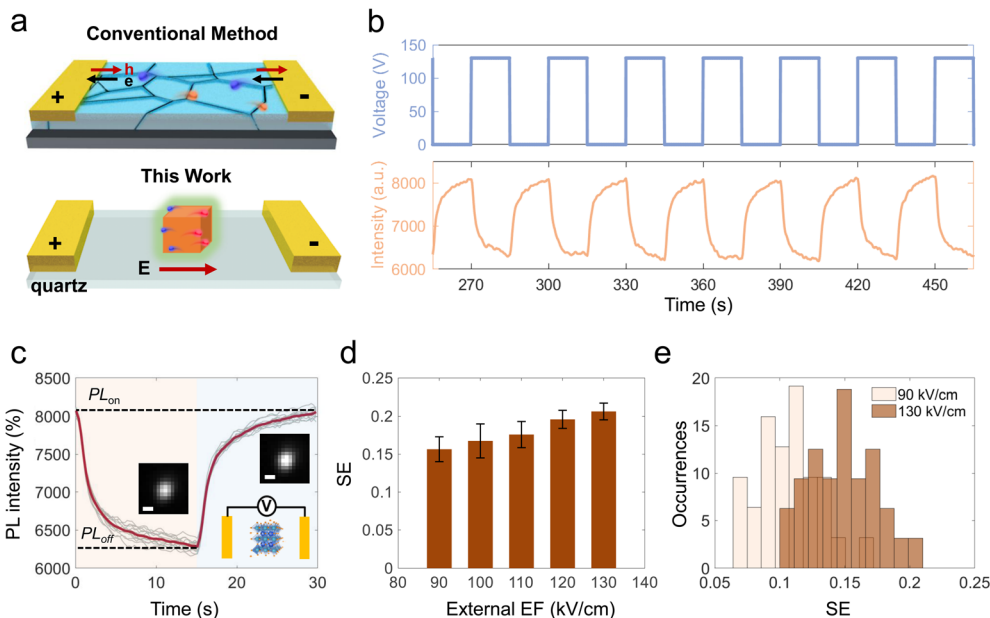 a
Conventional Method
h
e
+
-
This Work
+
-
E
quartz
b
Voltage (V)
150
100
50
0
Intensity (a.u.)
8000
7000
6000
270 300 330 360 390 420 450
Time (s)
c
PL intensity (%)
8500
8000
7500
7000
6500
6000
PLon
PLoff
V
0 10 20 30
Time (s)
d
SE
0.25
0.2
0.15
0.1
0.05
0
80 90 100 110 120 130 140
External EF (kV/cm)
e
Occurrences
20
15
10
5
0
90 kV/cm
130 kV/cm
0.05 0.1 0.15 0.2 0.25
SE